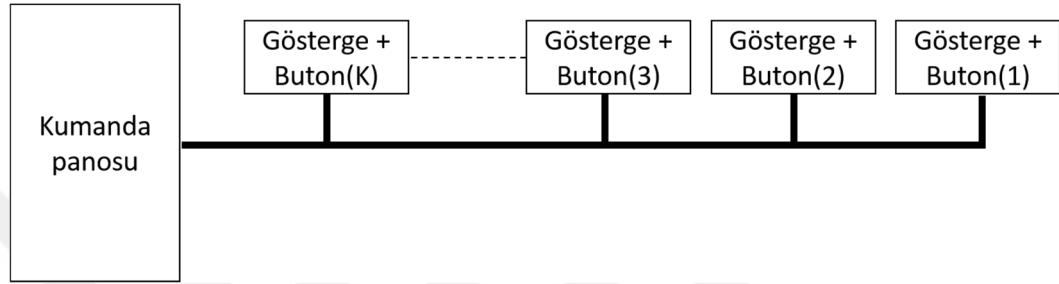 Kumanda
panosu
Gösterge +
Buton(K)
Gösterge +
Buton(3)
Gösterge +
Buton(2)
Gösterge +
Buton(1)